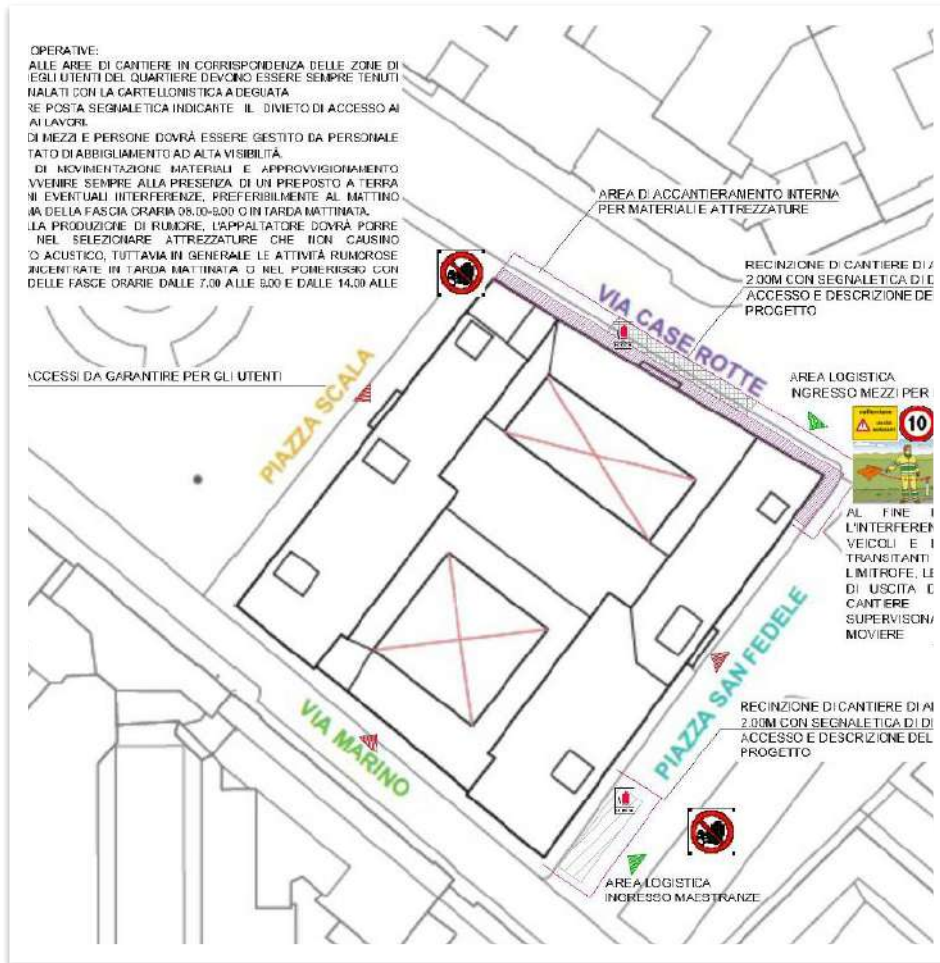 OPERATIVE:
ALLE AREE DI CANTIERE IN CORRISPONDENZA DELLE ZONE DI
EGLI UTENTI DEL QUARTIERE DEVONO ESSERE SEMPRE TENUTI
NALATI CON LA CARTELLONISTICA ADEGUATA
RE POSTA SEGNALETICA INDICANTE IL DIVIETO DI ACCESSO AI
AI LAVORI.
DI MEZZI E PERSONE DOVRÀ ESSERE GESTITO DA PERSONALE
TATO DI ABBIGLIAMENTO AD ALTA VISIBILITÀ.
DI MOVIMENTAZIONE MATERIALI E APPROVVIGIONAMENTO
VVENIRE SEMPRE ALLA PRESENZA DI UN PREPOSTO A TERRA
NI EVENTUALI INTERFERENZE, PREFERIBILMENTE AL MATTINO
MA DELLA FASCIA ORARIA 08.00-9.00 O IN TARDA MATTINATA.
LLA PRODUZIONE DI RUMORE, L'APPALTATORE DOVRÀ PORRE
NEL SELEZIONARE ATTREZZATURE CHE NON CAUSINO
O ACUSTICO, TUTTAVIA IN GENERALE LE ATTIVITÀ RUMOROSE
ONCENTRATE IN TARDA MATTINATA O NEL POMERIGGIO CON
DELLE FASCE ORARIE DALLE 7.00 ALLE 9.00 E DALLE 14.00 ALLE
AREA DI ACCANTIERAMENTO INTERNA
PER MATERIALI E ATTREZZATURE
RECINZIONE DI CANTIERE DI A
2.00M CON SEGNALETICA DI D
ACCESSO E DESCRIZIONE DE
PROGETTO
VIA CASE ROTTE
PIAZZA SCALA
ACCESSI DA GARANTIRE PER GLI UTENTI
AREA LOGISTICA
INGRESSO MEZZI PER
rallentare
uscita
automezzi
10
AL FINE
L'INTERFEREN
VEICOLI E
TRANSITANTI
LIMITROFE, LE
DI USCITA D
CANTIERE
SUPERVISONA
MOVIERE
PIAZZA SAN FEDELE
VIA MARINO
RECINZIONE DI CANTIERE DI AL
2.00M CON SEGNALETICA DI DI
ACCESSO E DESCRIZIONE DEL
PROGETTO
AREA LOGISTICA
INGRESSO MAESTRANZE